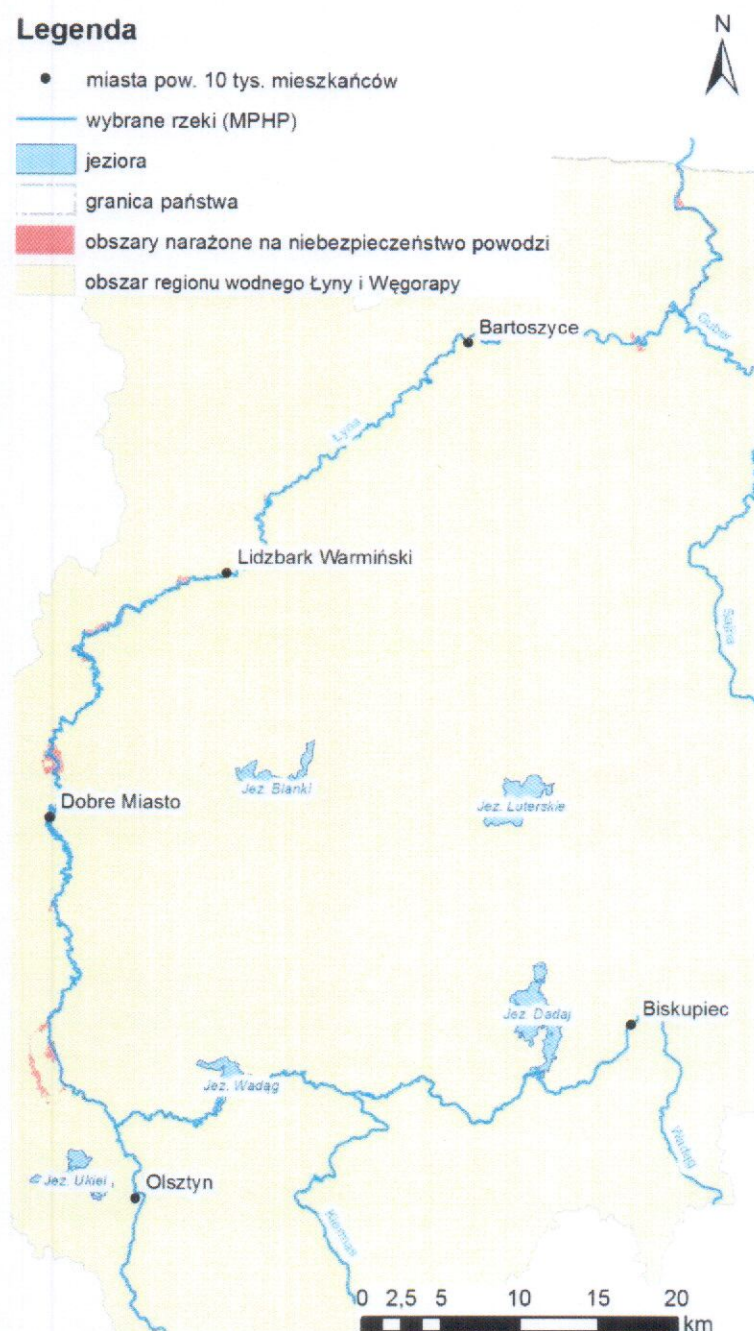 Legenda
N
miasta pow. 10 tys. mieszkańców
wybrane rzeki (MPHP)
jeziora
granica państwa
obszary narażone na niebezpieczeństwo powodzi
obszar regionu wodnego Łyny i Węgorapy
Bartoszyce
Guber
Łyna
Lidzbark Warmiński
Sajna
Jez. Blanki
Jez. Luterskie
Dobre Miasto
Jez. Dadaj
Biskupiec
Jez. Wadąg
Wadąg
Jez. Ukiel
Olsztyn
Kiermas
0 2,5 5 10 15 20
km